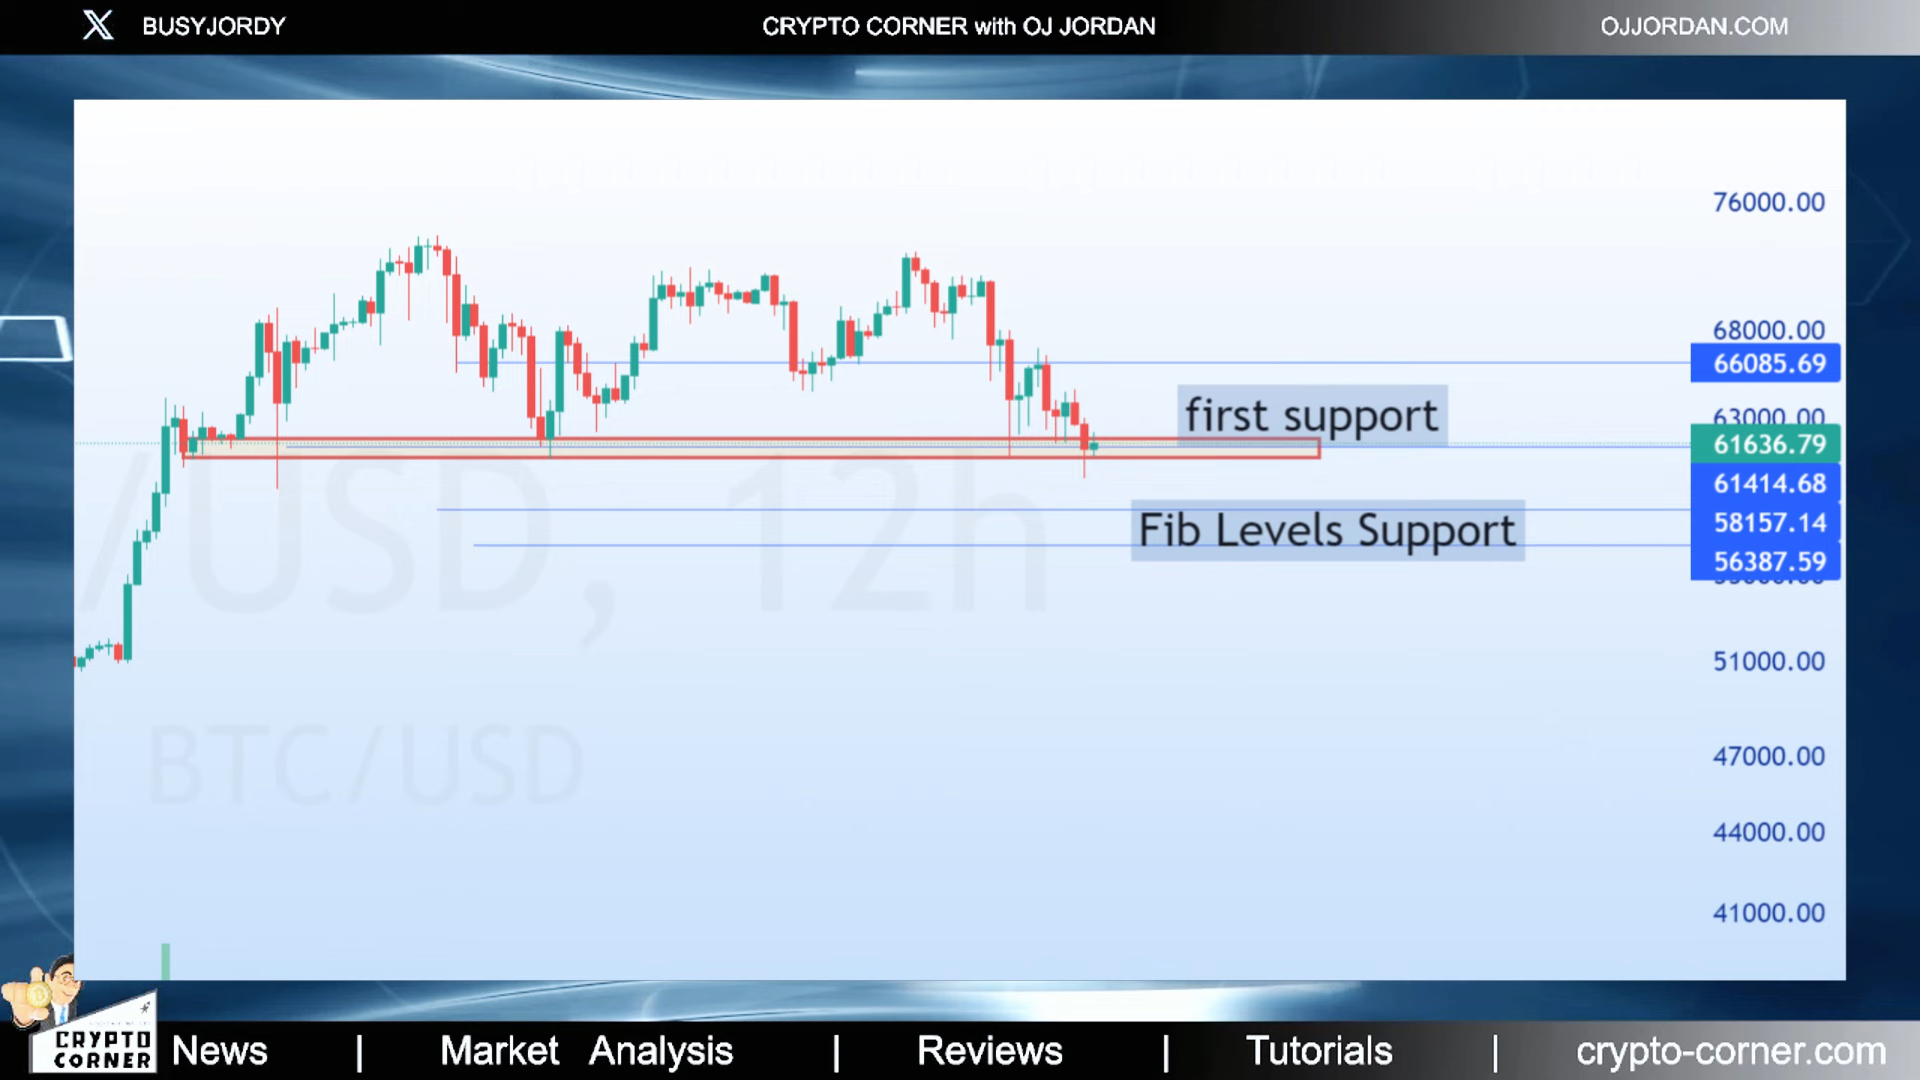 BUSYJORDY
CRYPTO CORNER with OJ JORDAN
OJJORDAN.COM
76000.00
68000.00
66085.69
first support
63000.00
61636.79
61414.68
/USD, 12h
58157.14
Fib Levels Support
56387.59
51000.00
BTC/USD
47000.00
44000.00
41000.00
CRYPTO
CORNER
News | Market Analysis | Reviews | Tutorials | crypto-corner.com